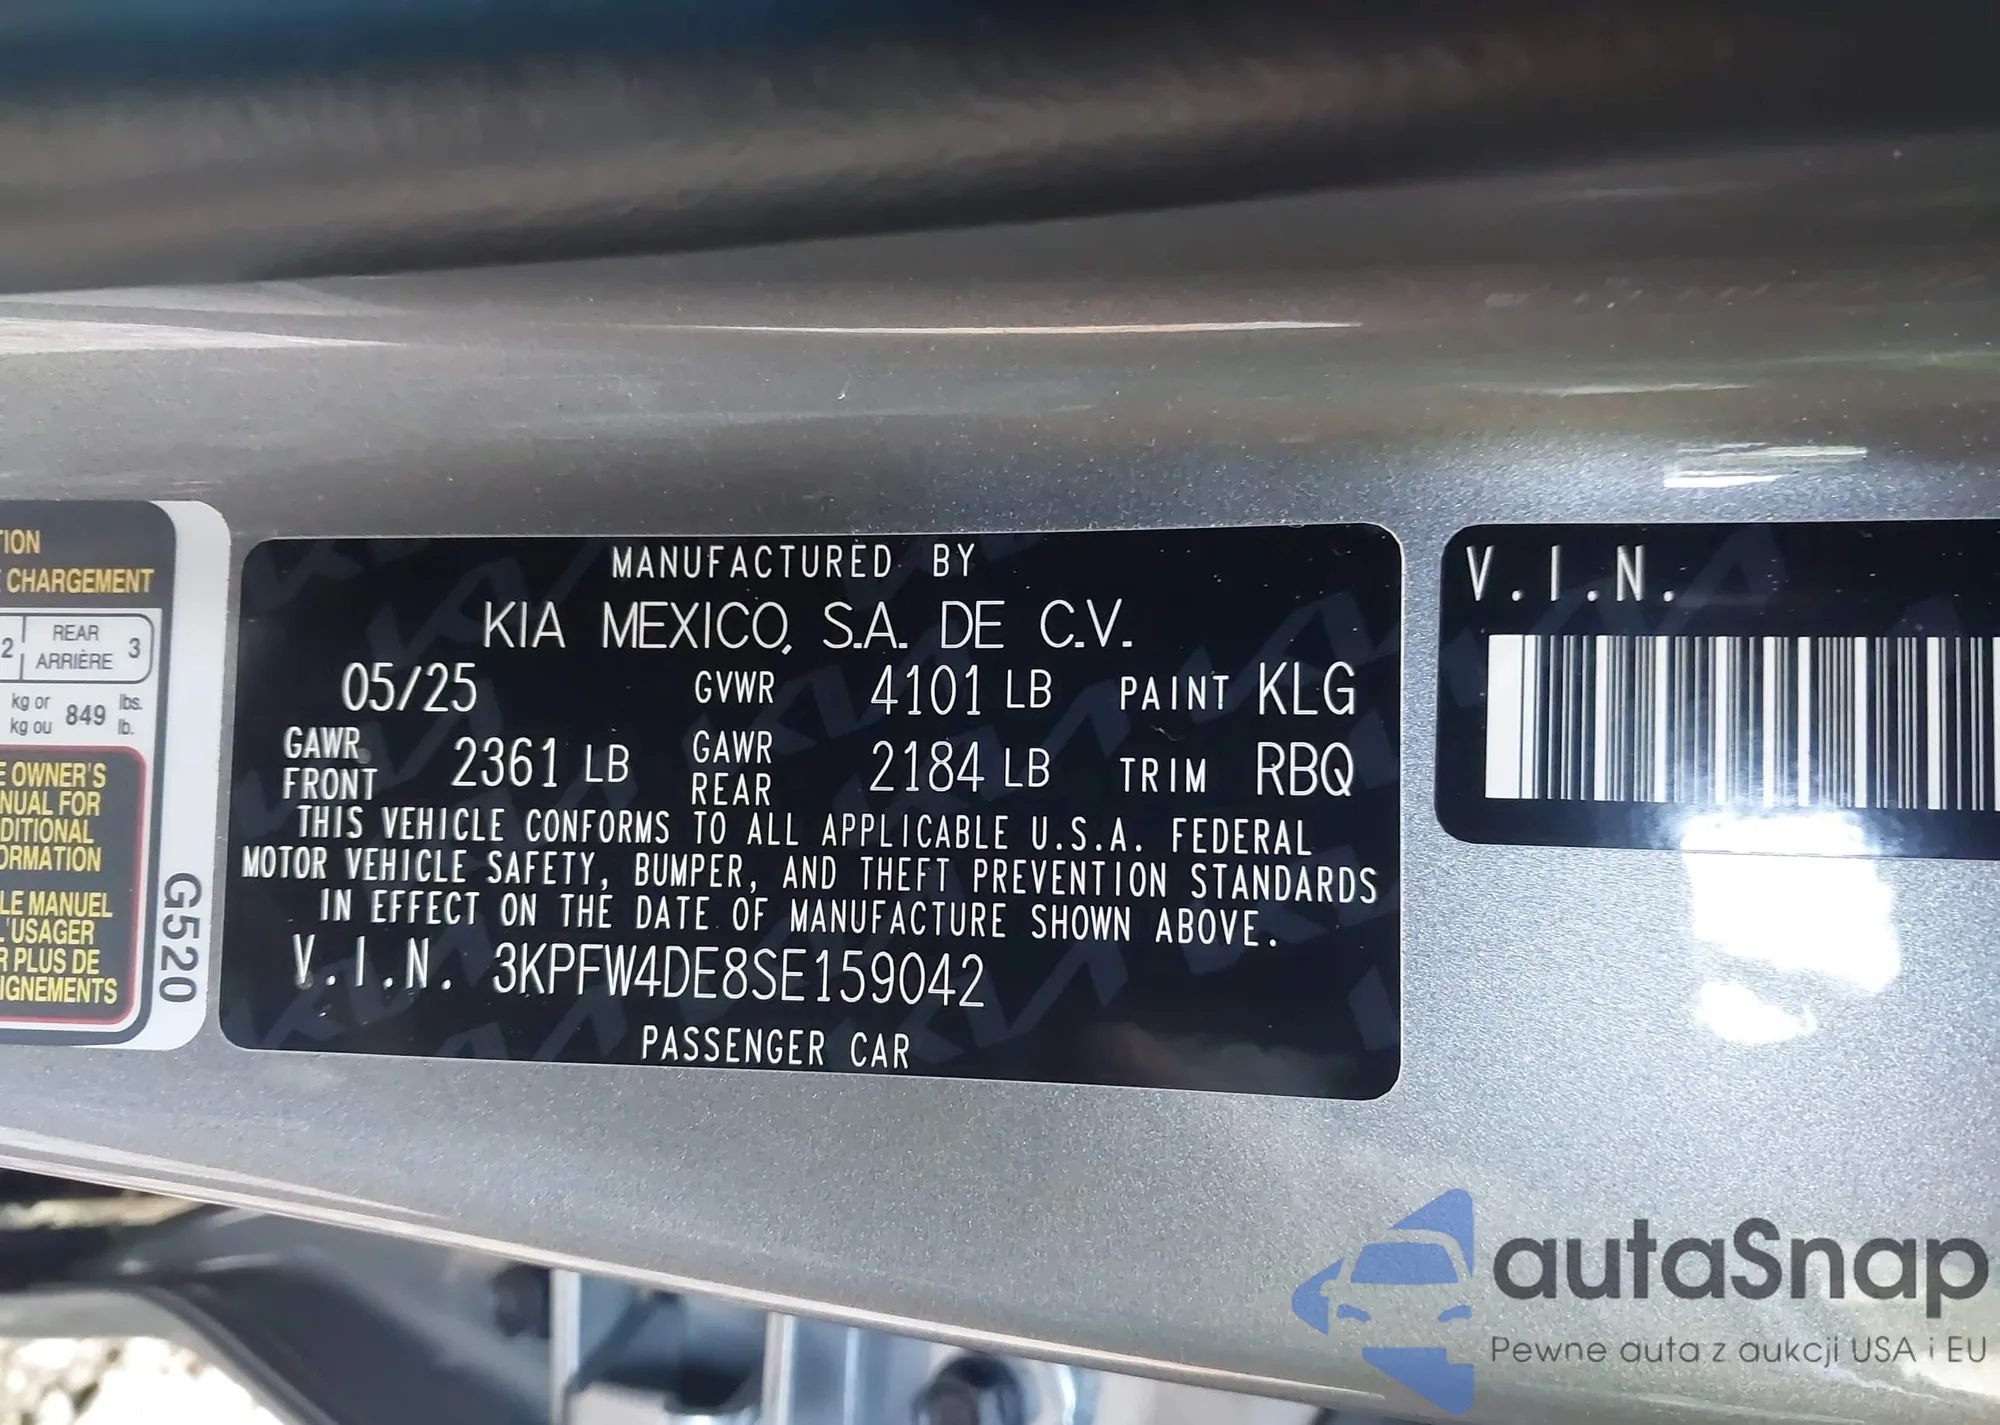 TION
E CHARGEMENT
2 REAR ARRIÈRE 3
kg or kg ou 849 lbs. lb.
E OWNER'S
NUAL FOR
DITIONAL
ORMATION
LE MANUEL
L'USAGER
R PLUS DE
IGNEMENTS
G520
MANUFACTURED BY
KIA MEXICO, S.A. DE C.V.
05/25 GVWR 4101 LB PAINT KLG
GAWR FRONT 2361 LB GAWR REAR 2184 LB TRIM RBQ
THIS VEHICLE CONFORMS TO ALL APPLICABLE U.S.A. FEDERAL
MOTOR VEHICLE SAFETY, BUMPER, AND THEFT PREVENTION STANDARDS
IN EFFECT ON THE DATE OF MANUFACTURE SHOWN ABOVE.
V.I.N. 3KPFW4DE8SE159042
PASSENGER CAR
V.I.N.
autaSnap
Pewne auta z aukcji USA i EU